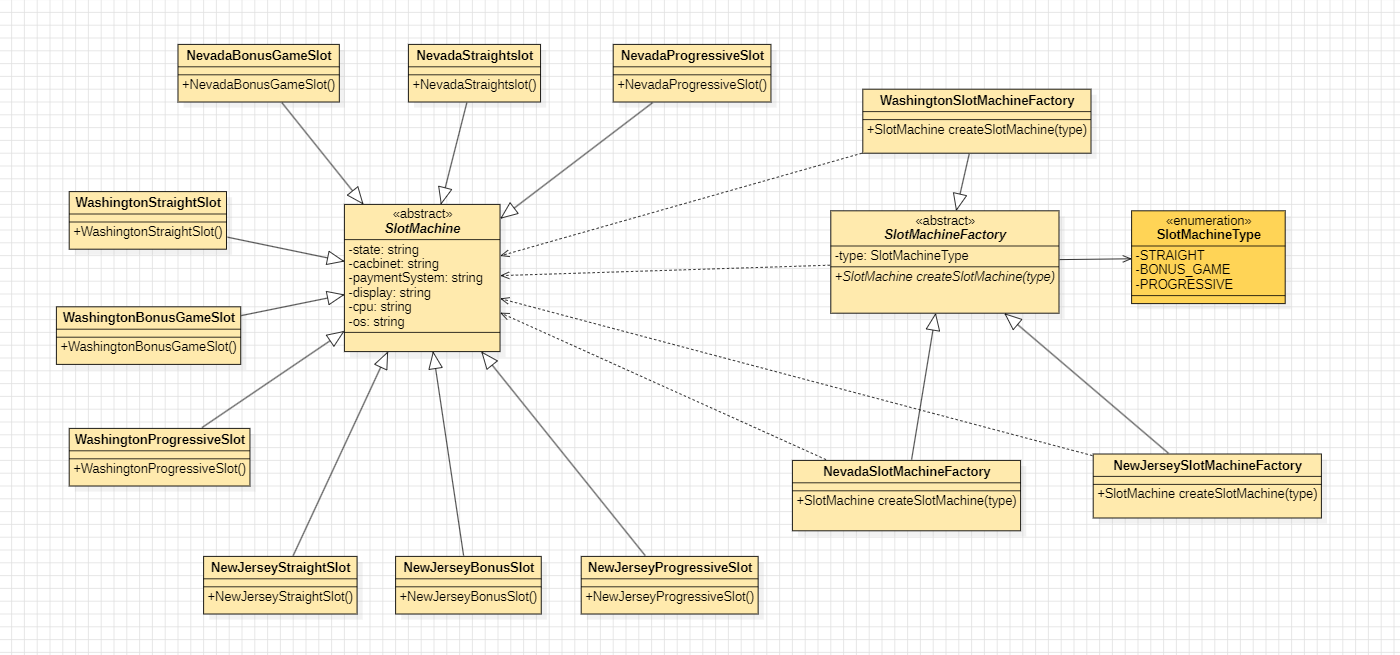 NevadaBonusGameSlot
+NevadaBonusGameSlot()
NevadaStraightslot
+NevadaStraightslot()
NevadaProgressiveSlot
+NevadaProgressiveSlot()
WashingtonSlotMachineFactory
+SlotMachine createSlotMachine(type)
WashingtonStraightSlot
+WashingtonStraightSlot()
«abstract»
SlotMachine
-state: string
-cacbinet: string
-paymentSystem: string
-display: string
-cpu: string
-os: string
«abstract»
SlotMachineFactory
-type: SlotMachineType
+SlotMachine createSlotMachine(type)
«enumeration»
SlotMachineType
-STRAIGHT
-BONUS_GAME
-PROGRESSIVE
WashingtonBonusGameSlot
+WashingtonBonusGameSlot()
WashingtonProgressiveSlot
+WashingtonProgressiveSlot()
NevadaSlotMachineFactory
+SlotMachine createSlotMachine(type)
NewJerseySlotMachineFactory
+SlotMachine createSlotMachine(type)
NewJerseyStraightSlot
+NewJerseyStraightSlot()
NewJerseyBonusSlot
+NewJerseyBonusSlot()
NewJerseyProgressiveSlot
+NewJerseyProgressiveSlot()